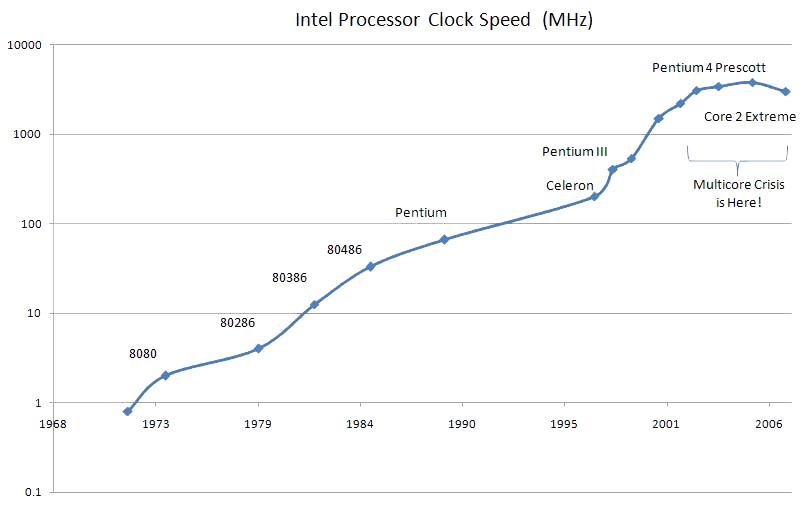 Intel Processor Clock Speed (MHz)
10000
Pentium 4 Prescott
Core 2 Extreme
1000
Pentium III
Celeron
Multicore Crisis
is Here!
100
Pentium
80486
80386
10
80286
8080
1
1968 1973 1979 1984 1990 1995 2001 2006
0.1